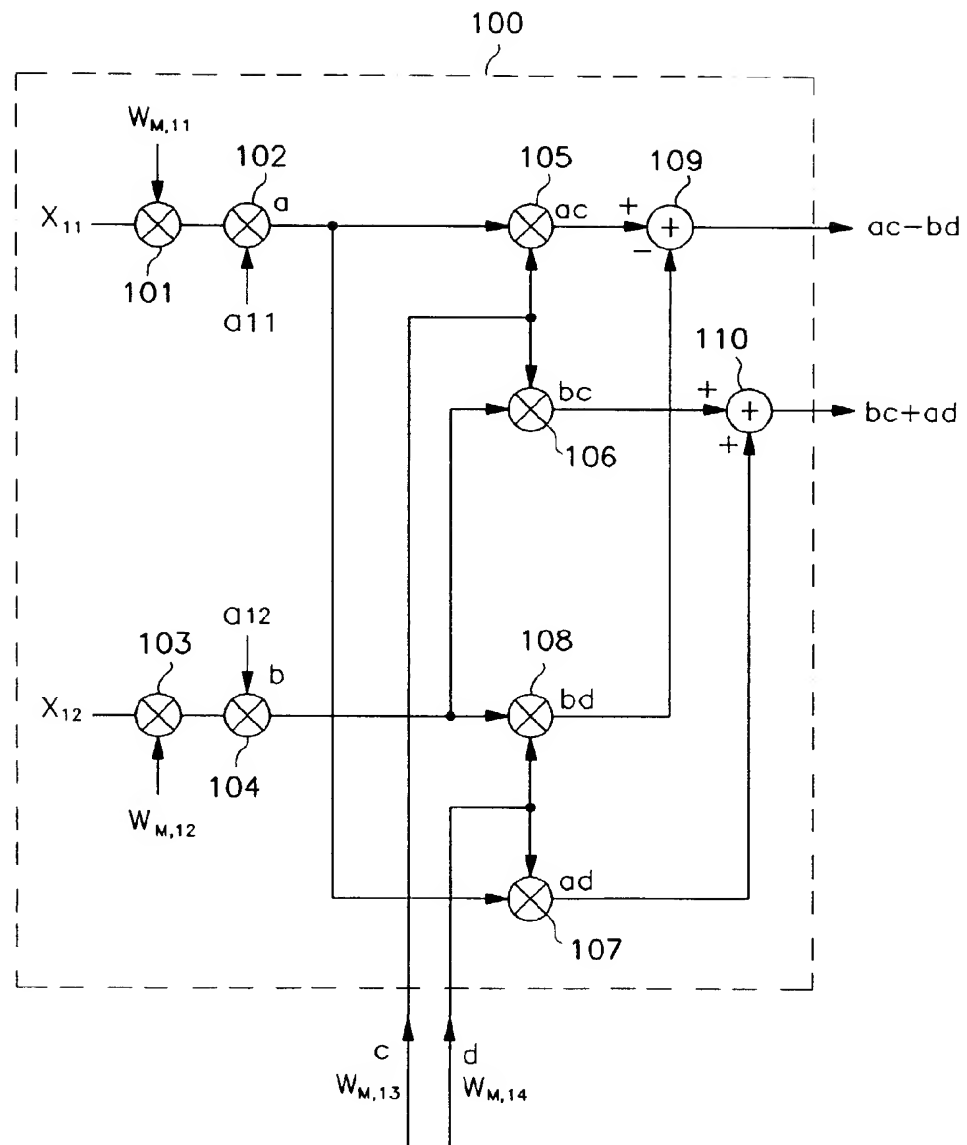 100
W_M,11
102
105
109
X_11
a
ac
+
+
ac-bd
−
101
a11
110
bc
+
+
bc+ad
106
a12
103
108
b
bd
X_12
104
W_M,12
ad
107
c
d
W_M,13
W_M,14